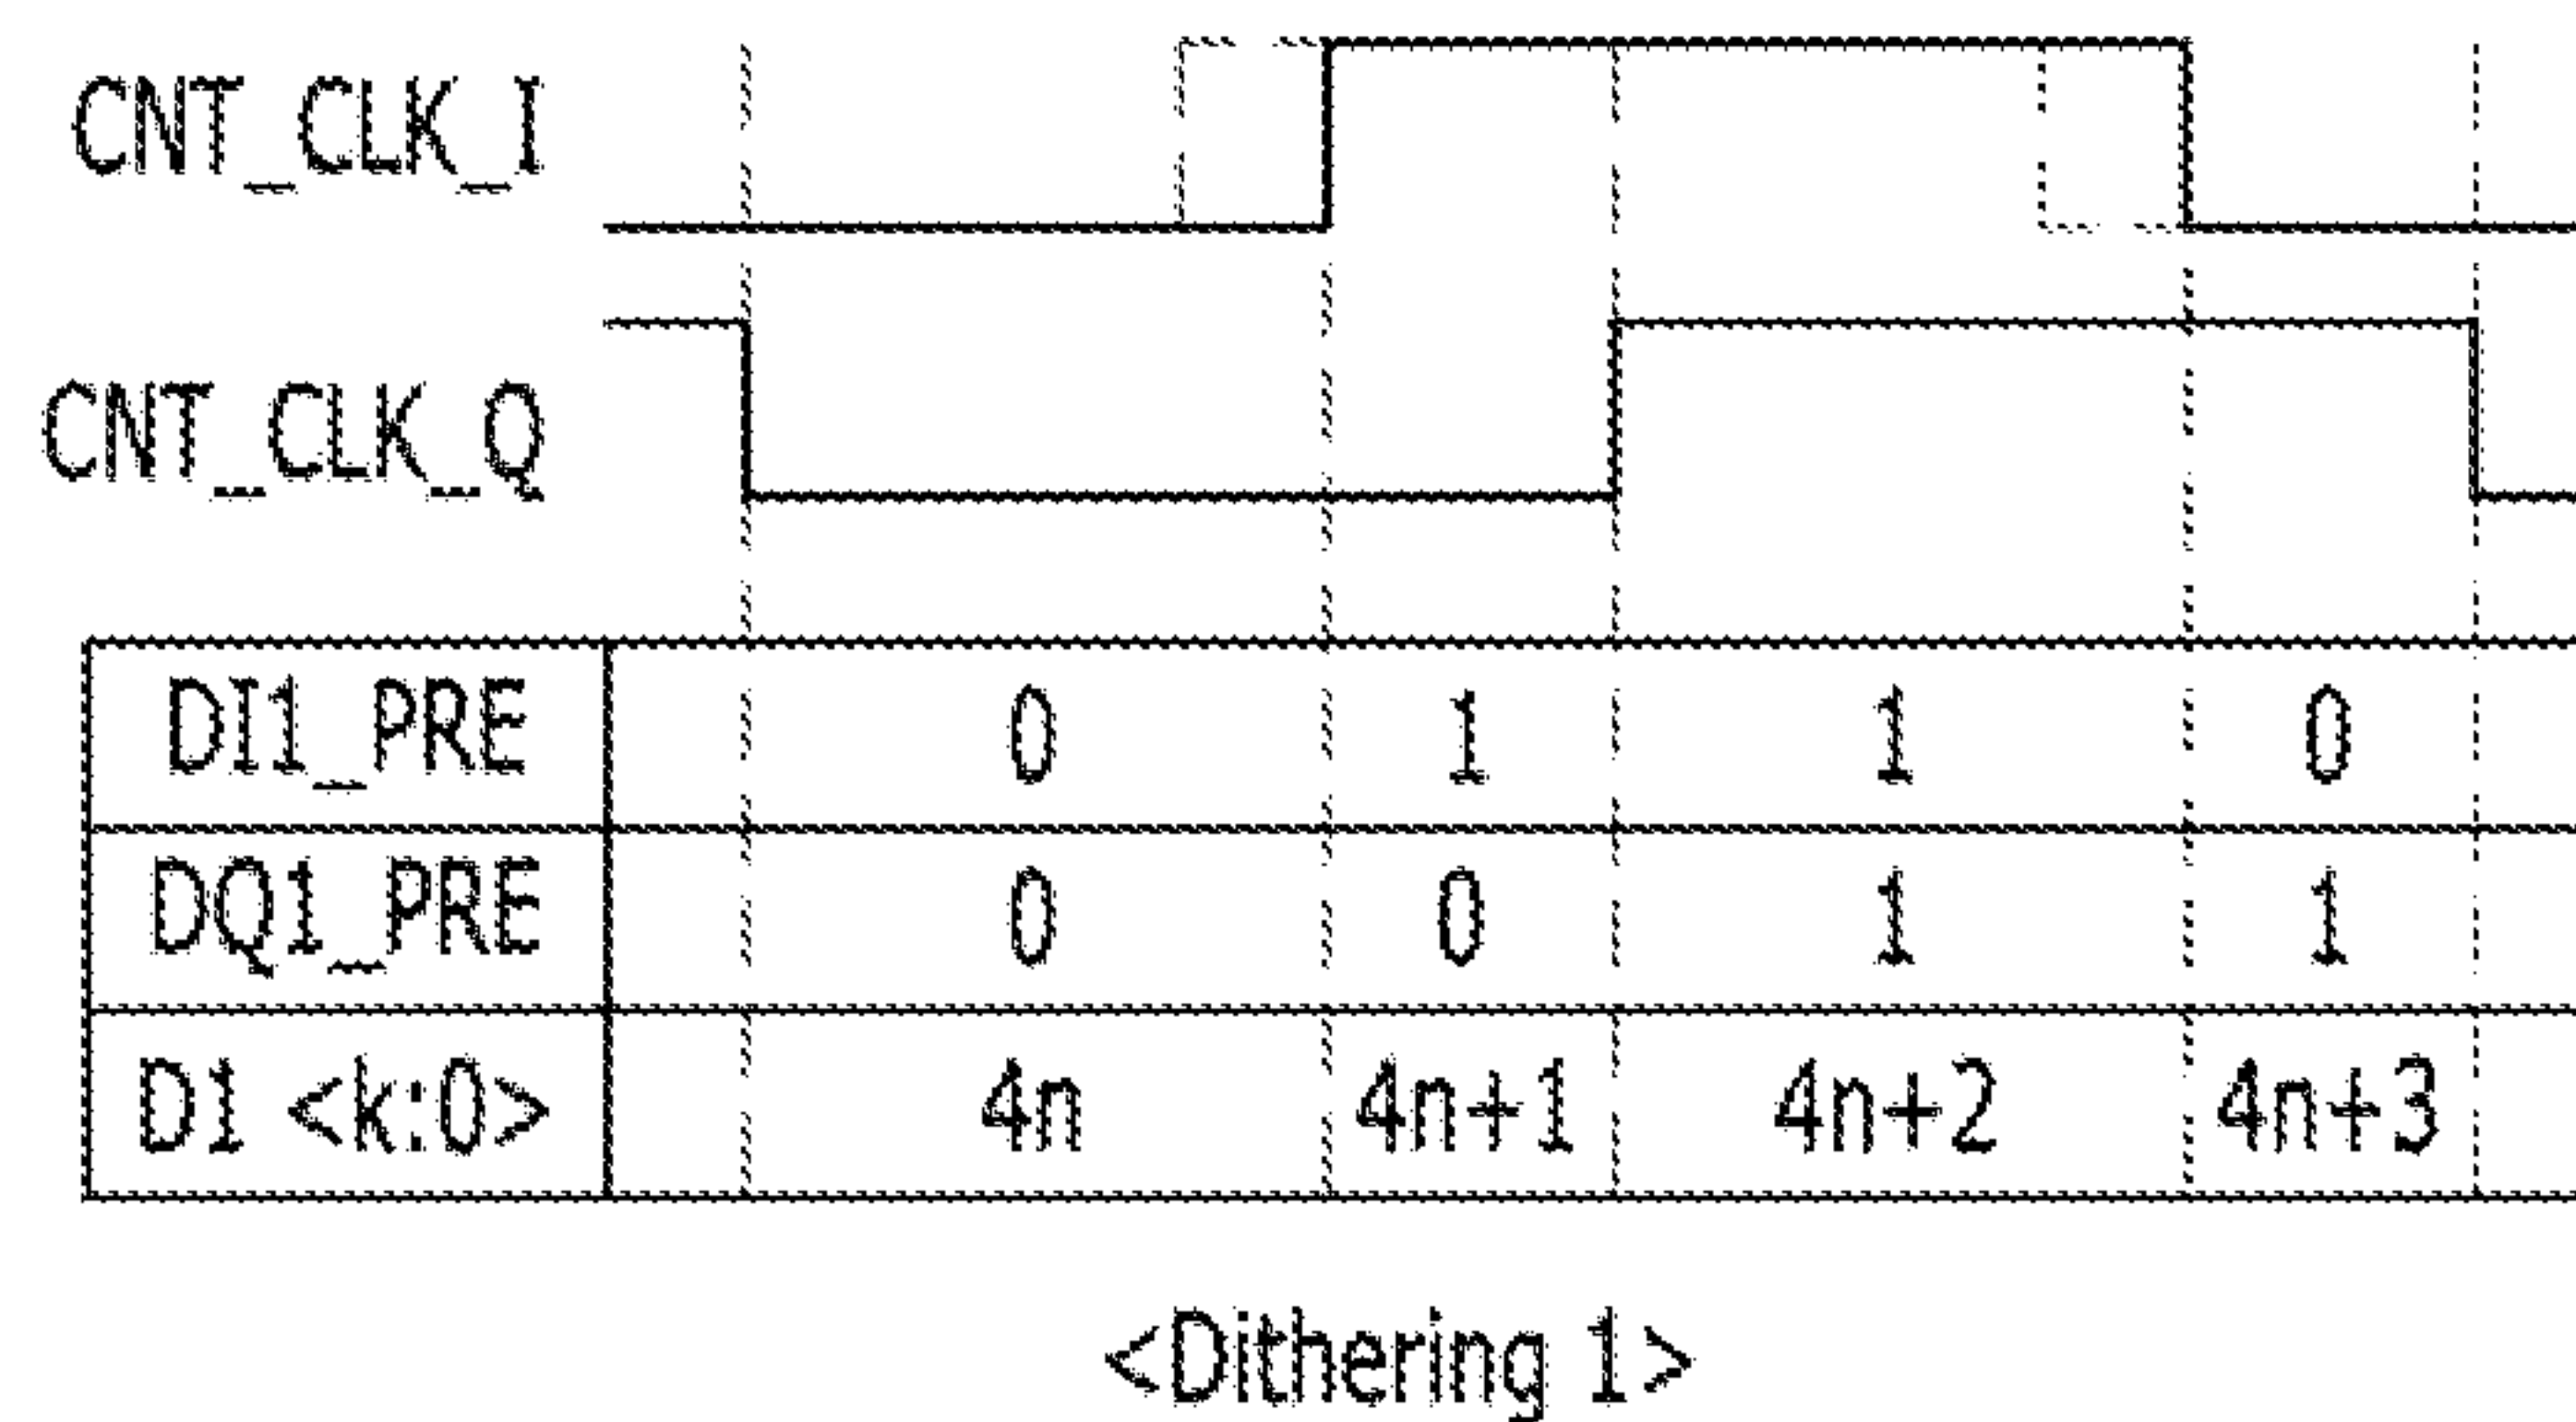 CNT_CLK_I
CNT_CLK_Q
DI1_PRE 0 1 1 0
DQ1_PRE 0 0 1 1
D1 <k:0> 4n 4n+1 4n+2 4n+3
<Dithering 1>